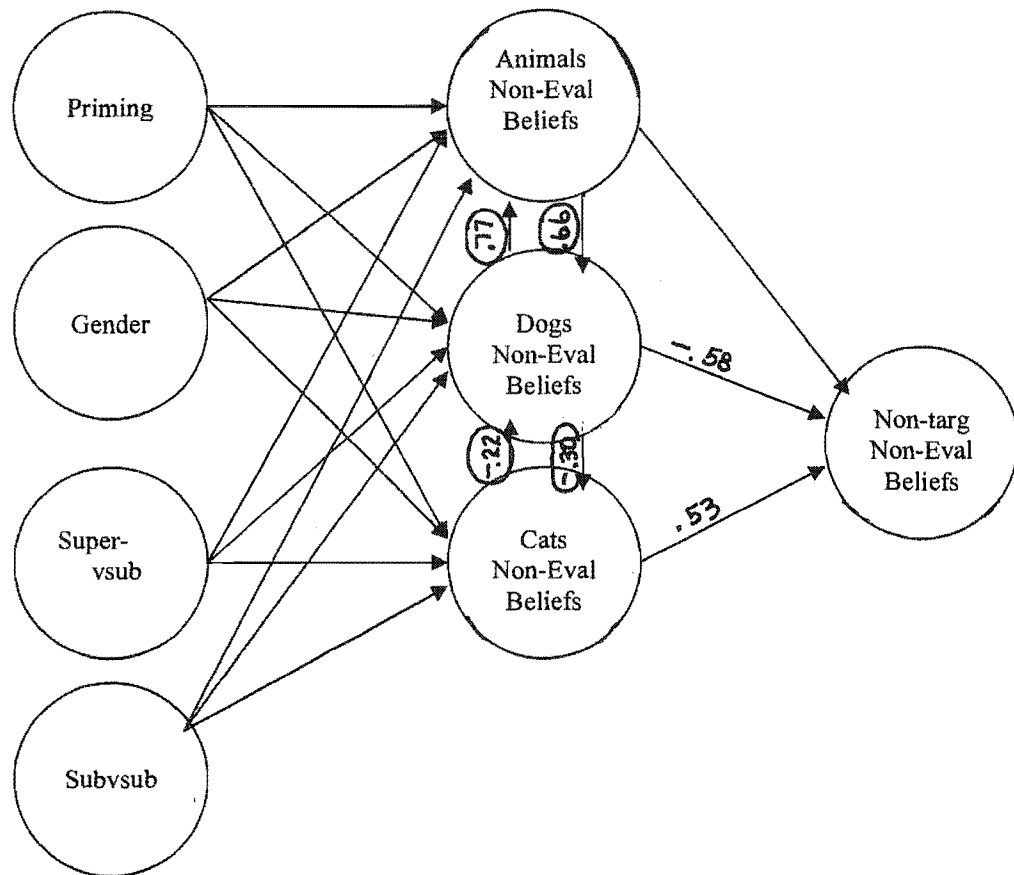 Priming
Gender
Super-
vsub
Subvsub
Animals
Non-Eval
Beliefs
.77
.66
Dogs
Non-Eval
Beliefs
-.22
-.30
Cats
Non-Eval
Beliefs
-.58
.53
Non-targ
Non-Eval
Beliefs